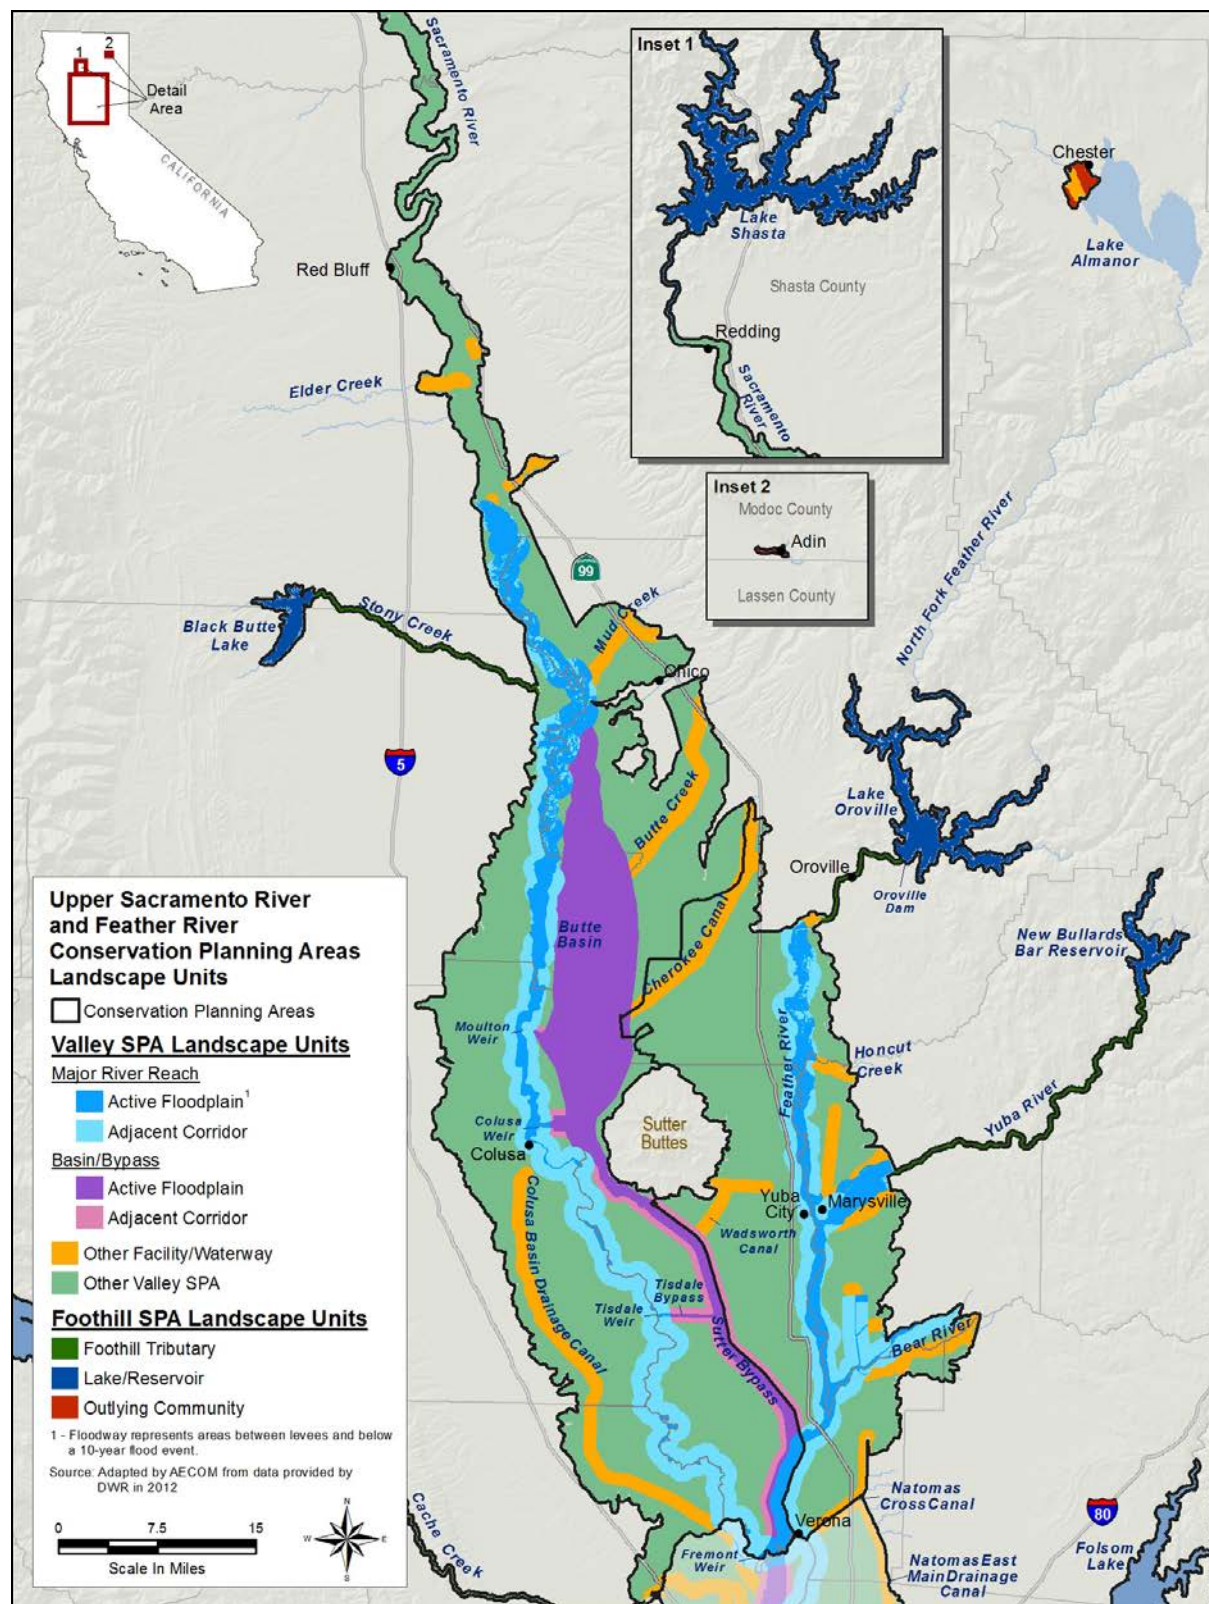 1
2
Detail
Area
CALIFORNIA
Sacramento River
Inset 1
Lake
Shasta
Shasta County
Redding
Sacramento
River
Chester
Lake
Almanor
Red Bluff
Elder Creek
Inset 2
Modoc County
Adin
Lassen County
North Fork Feather River
99
Black Butte
Lake
Stony Creek
Mud Creek
Chico
5
Butte Creek
Lake
Oroville
Oroville
Oroville
Dam
Butte
Basin
Cherokee Canal
New Bullards
Bar Reservoir
Moulton
Weir
Feather River
Honcut
Creek
Yuba River
Colusa
Weir
Colusa
Sutter
Buttes
Yuba
City
Marysville
Wadsworth
Canal
Colusa Basin Drainage Canal
Tisdale
Bypass
Tisdale
Weir
Sutter Bypass
Bear River
Natomas
Cross Canal
Verona
80
Fremont
Weir
Natomas East
Main Drainage
Canal
Folsom
Lake
Cache Creek
Upper Sacramento River
and Feather River
Conservation Planning Areas
Landscape Units
Conservation Planning Areas
Valley SPA Landscape Units
Major River Reach
Active Floodplain1
Adjacent Corridor
Basin/Bypass
Active Floodplain
Adjacent Corridor
Other Facility/Waterway
Other Valley SPA
Foothill SPA Landscape Units
Foothill Tributary
Lake/Reservoir
Outlying Community
1 - Floodway represents areas between levees and below
a 10-year flood event.
Source: Adapted by AECOM from data provided by
DWR in 2012
0 7.5 15
Scale In Miles
N
W E
S